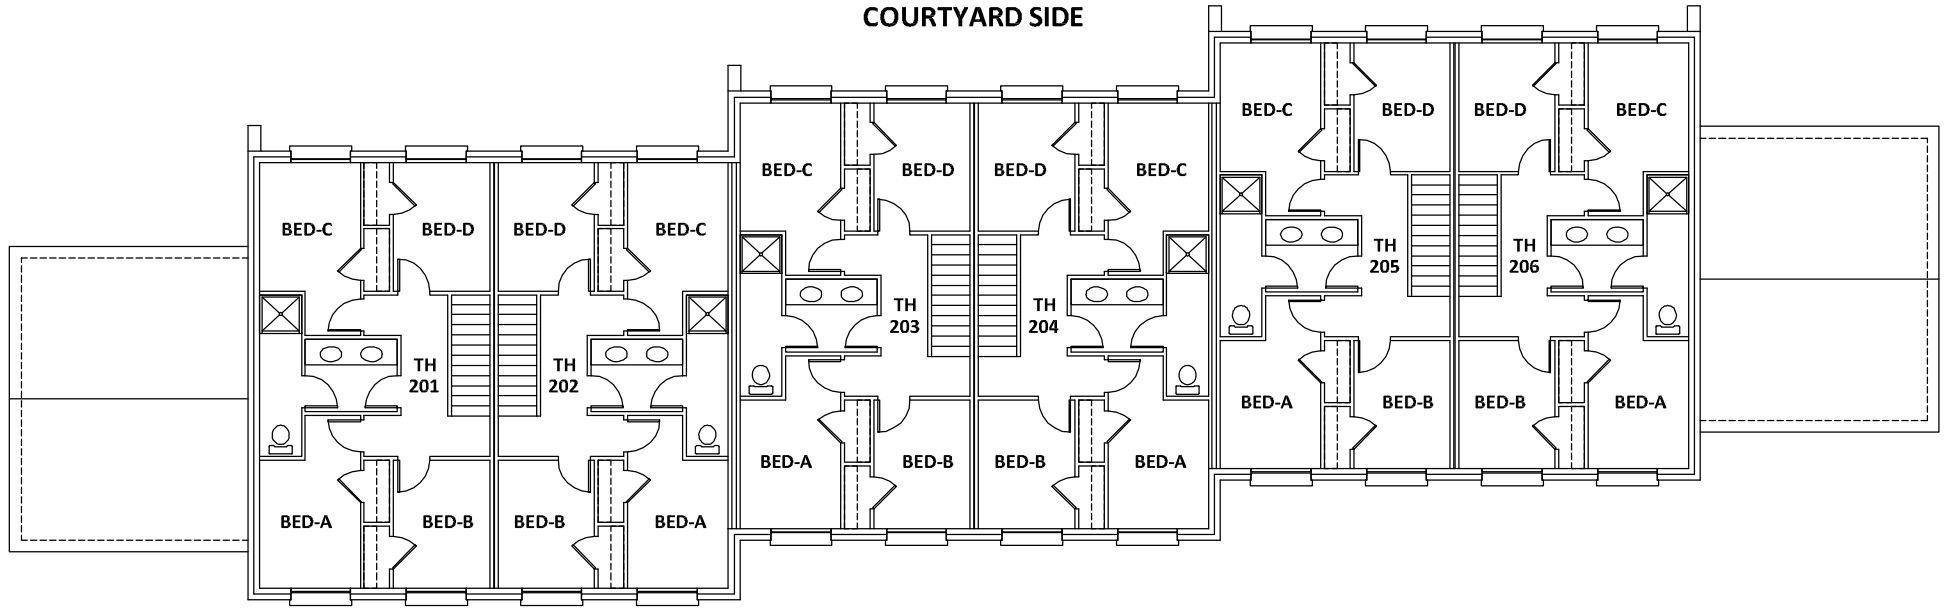 COURTYARD SIDE
BED-C
BED-D
BED-D
BED-C
TH
201
TH
202
BED-A
BED-B
BED-B
BED-A
BED-C
BED-D
BED-D
BED-C
TH
203
TH
204
BED-A
BED-B
BED-B
BED-A
BED-C
BED-D
BED-D
BED-C
TH
205
TH
206
BED-A
BED-B
BED-B
BED-A